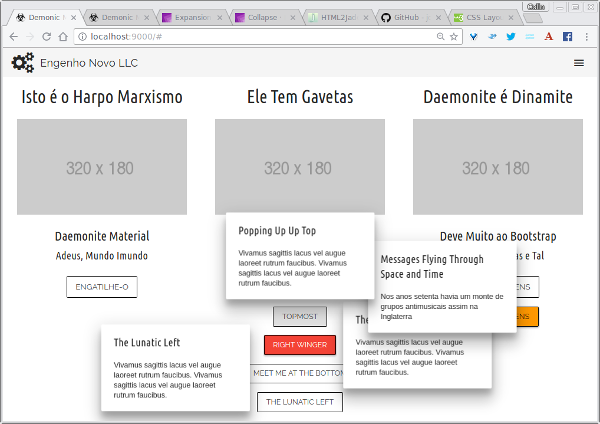 Collin
Demonic M
Demonic M
Expansion
Collapse
HTML2Jad
GitHub - j
CSS Layou
localhost:9000/#
Engenho Novo LLC
Isto é o Harpo Marxismo
Ele Tem Gavetas
Daemonite é Dinamite
320 x 180
320 x 180
320 x 180
Daemonite Material
Adeus, Mundo Imundo
ENGATILHE-O
Popping Up Up Top
Vivamus sagittis lacus vel augue
laoreet rutrum faucibus. Vivamus
sagittis lacus vel augue laoreet
rutrum faucibus.
TOPMOST
RIGHT WINGER
MEET ME AT THE BOTTOM
THE LUNATIC LEFT
Deve Muito ao Bootstrap
s e Tal
ENS
ENS
Messages Flying Through
Space and Time
Nos anos setenta havia um monte de
grupos antimusicais assim na
Inglaterra
The
Vivamus sagittis lacus vel augue
laoreet rutrum faucibus. Vivamus
sagittis lacus vel augue laoreet
rutrum faucibus.
The Lunatic Left
Vivamus sagittis lacus vel augue
laoreet rutrum faucibus. Vivamus
sagittis lacus vel augue laoreet
rutrum faucibus.